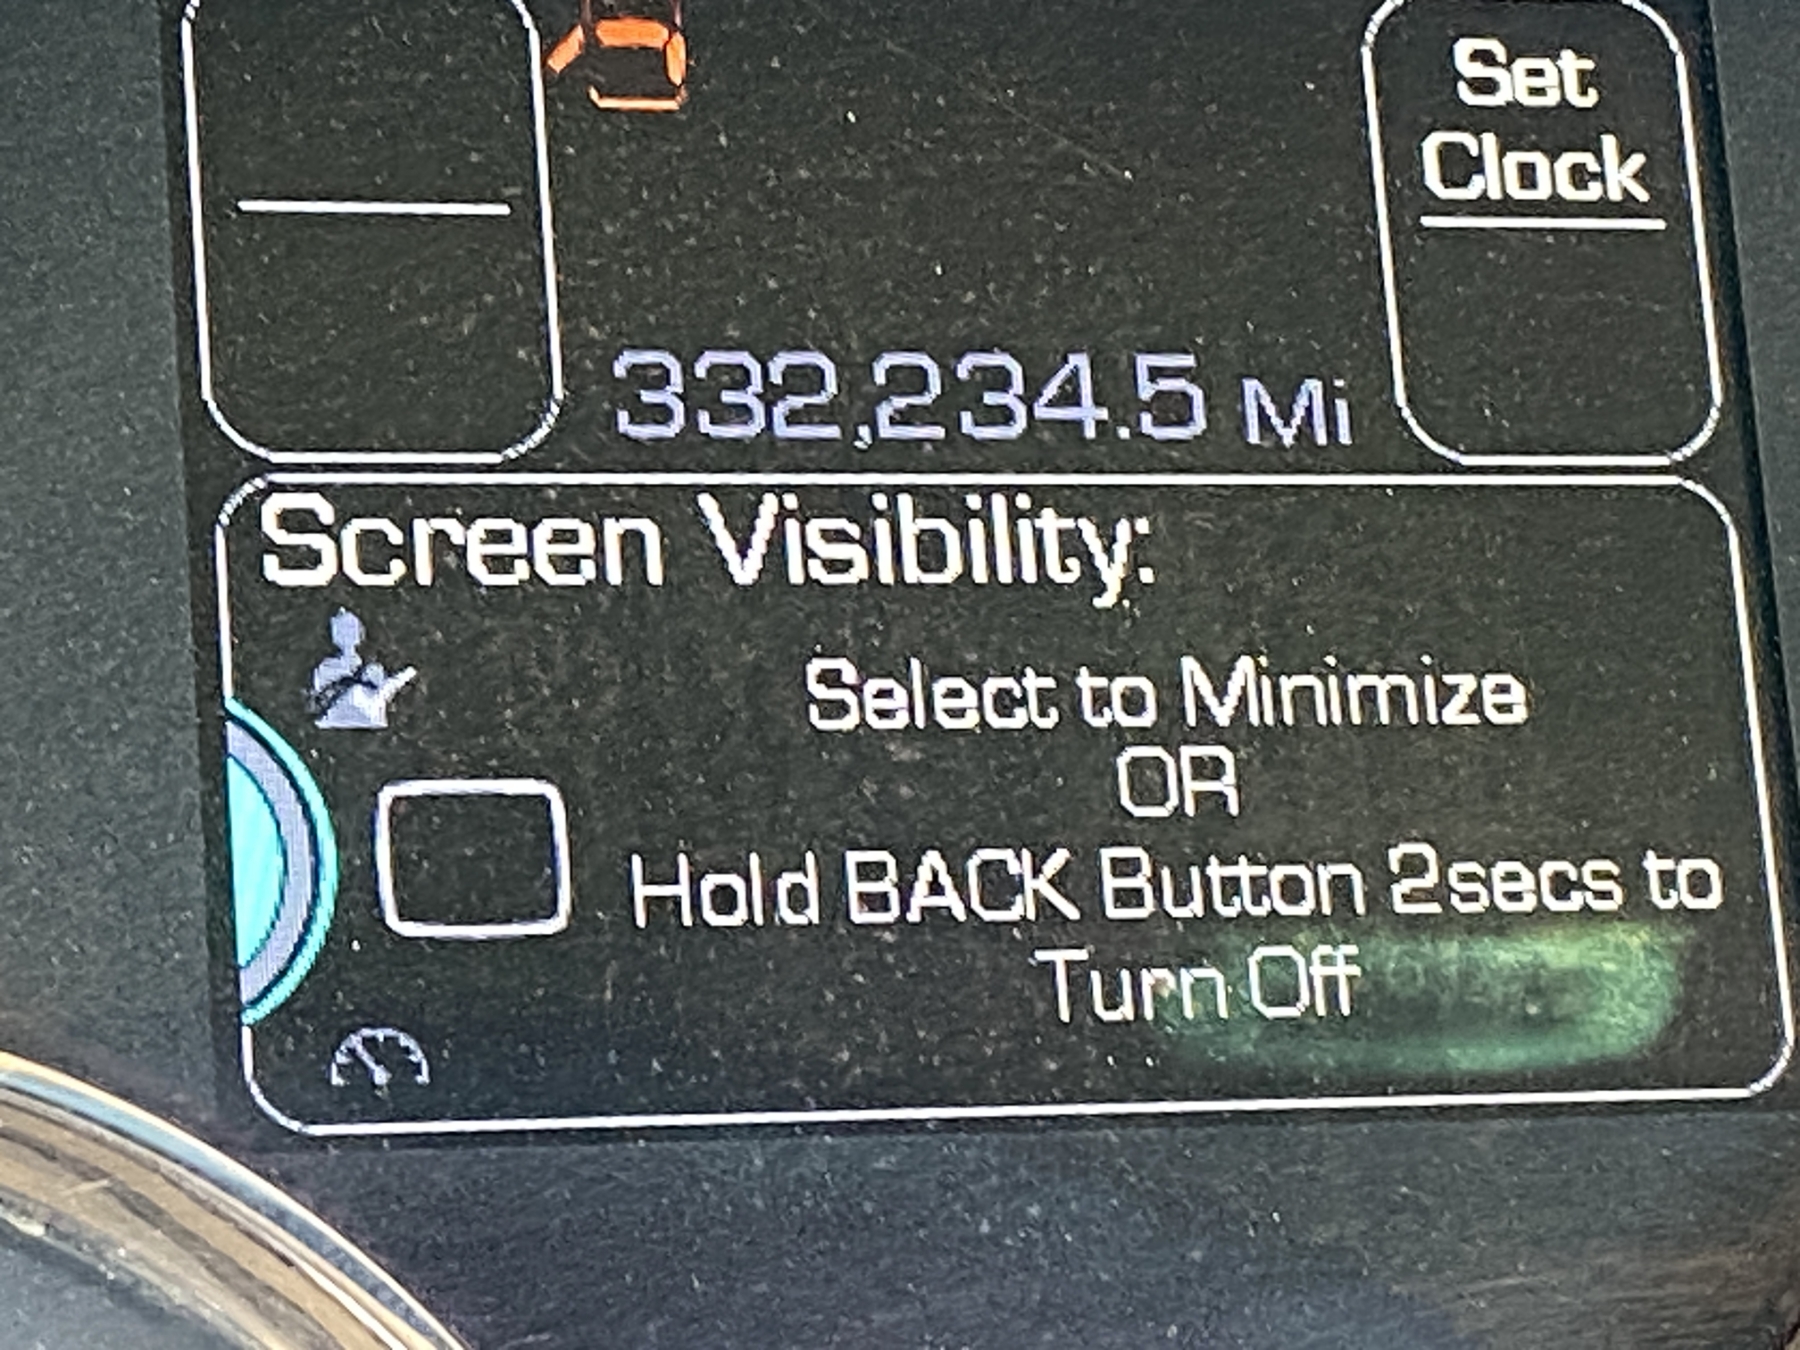 Set
Clock
332,234.5 Mi
Screen Visibility:
Select to Minimize
OR
Hold BACK Button 2secs to
Turn Off